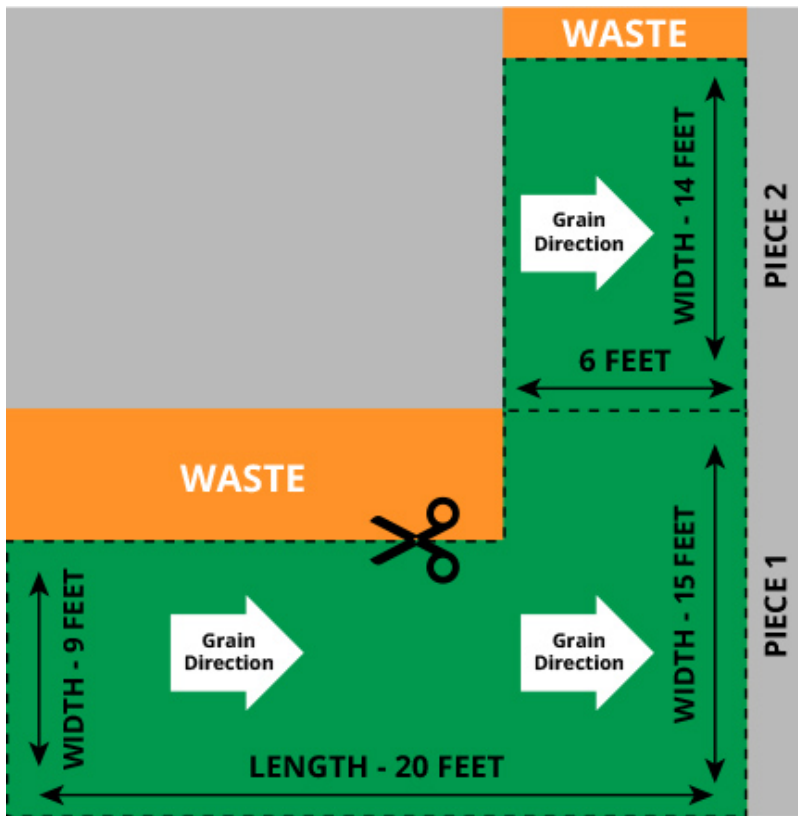 WASTE
WIDTH - 14 FEET
PIECE 2
Grain
Direction
6 FEET
WASTE
WIDTH - 9 FEET
Grain
Direction
Grain
Direction
WIDTH - 15 FEET
PIECE 1
LENGTH - 20 FEET